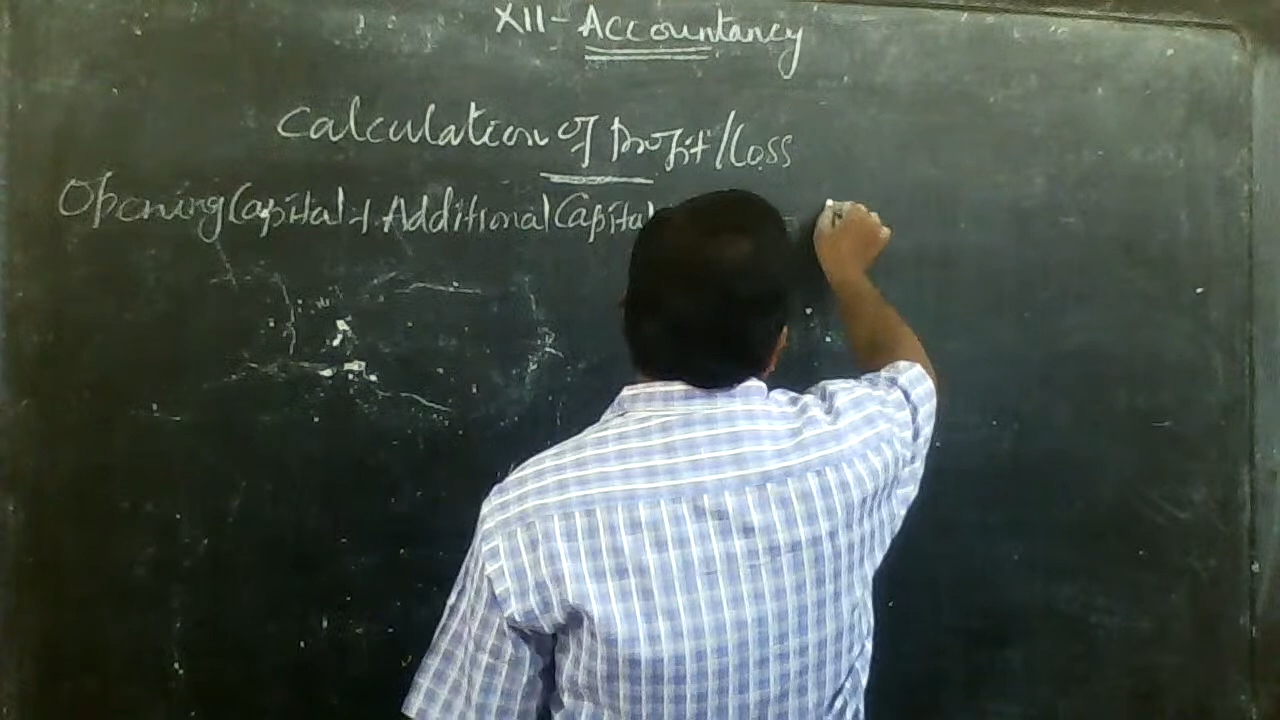 XII - Accountancy
Calculation of Profit/Loss
Opening Capital + Additional Capital